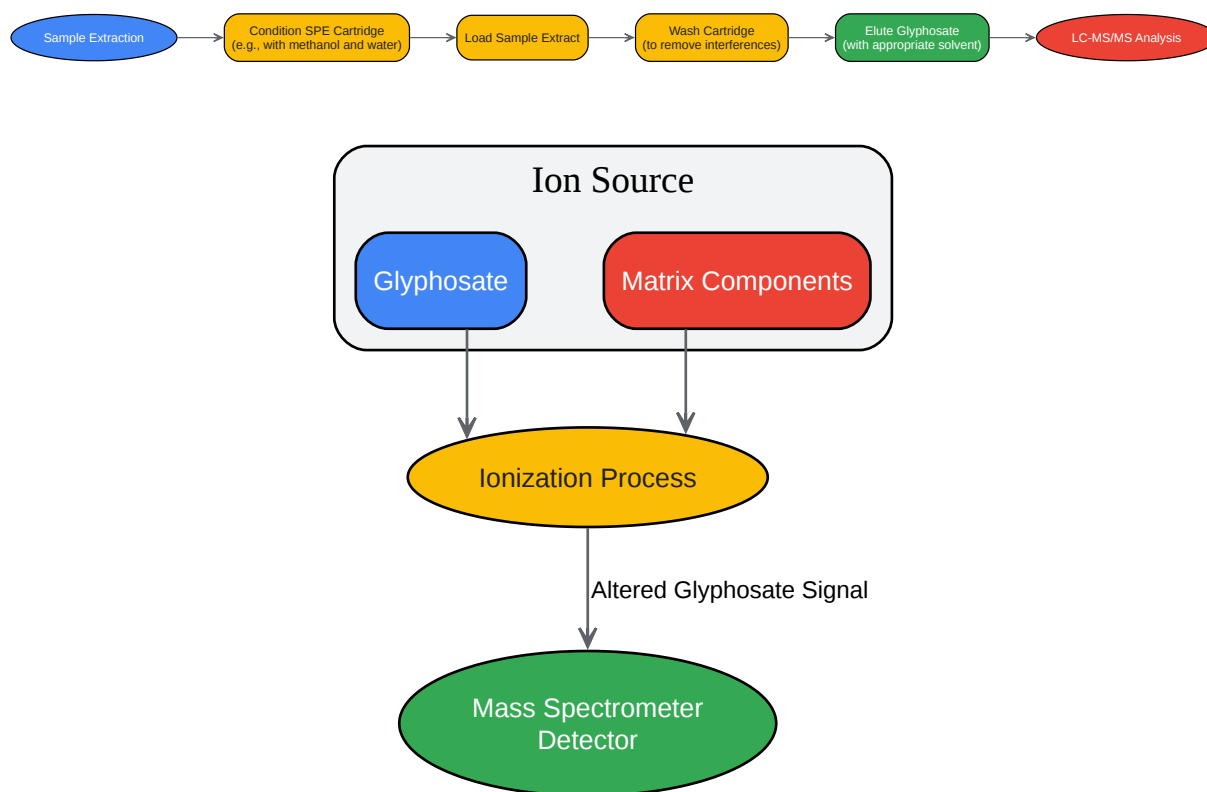 Sample Extraction
Condition SPE Cartridge
(e.g., with methanol and water)
Load Sample Extract
Wash Cartridge
(to remove interferences)
Elute Glyphosate
(with appropriate solvent)
LC-MS/MS Analysis
Ion Source
Glyphosate
Matrix Components
Ionization Process
Altered Glyphosate Signal
Mass Spectrometer
Detector